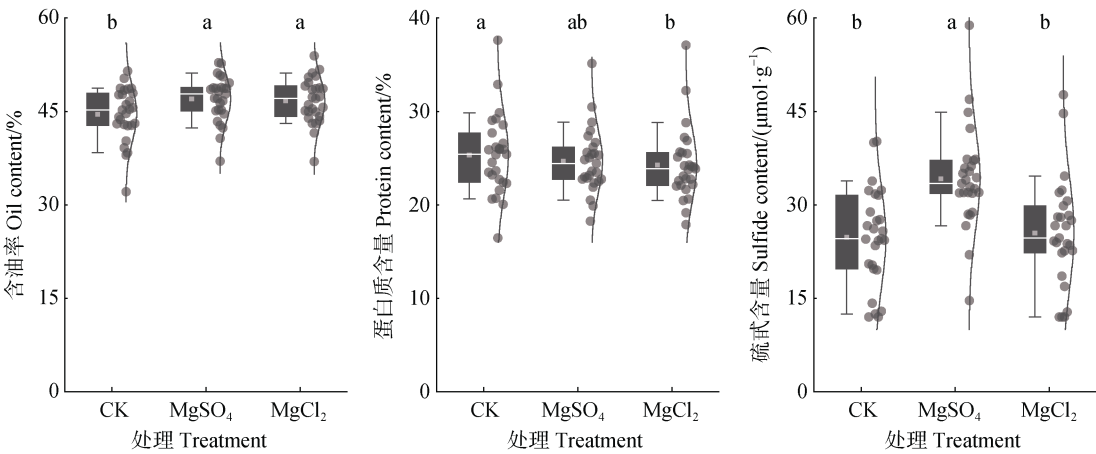 含油率 Oil content/%
60
45
30
15
0
b
a
a
CK
MgSO₄
MgCl₂
处理 Treatment
蛋白质含量 Protein content/%
40
30
20
10
0
a
ab
b
CK
MgSO₄
MgCl₂
处理 Treatment
硫甙含量 Sulfide content/(μmol·g⁻¹)
60
45
30
15
0
b
a
b
CK
MgSO₄
MgCl₂
处理 Treatment